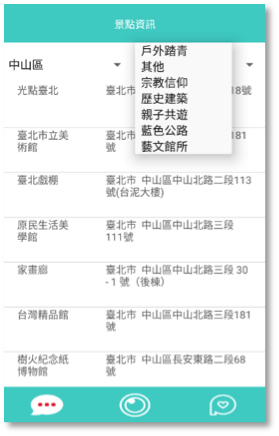 景點資訊
中山區
戶外踏青
其他
宗教信仰
歷史建築
親子共遊
藍色公路
藝文館所
光點臺北
臺北市
18號
臺北市立美
術館
臺北市
181
號
臺北戲棚
臺北市 中山區中山北路二段113
號(台泥大樓)
原民生活美
學館
臺北市 中山區中山北路三段
111號
家畫廊
臺北市 中山區中山北路三段 30
- 1 號（後棟）
台灣精品館
臺北市 中山區中山北路三段181
號
樹火紀念紙
博物館
臺北市 中山區長安東路二段68
號